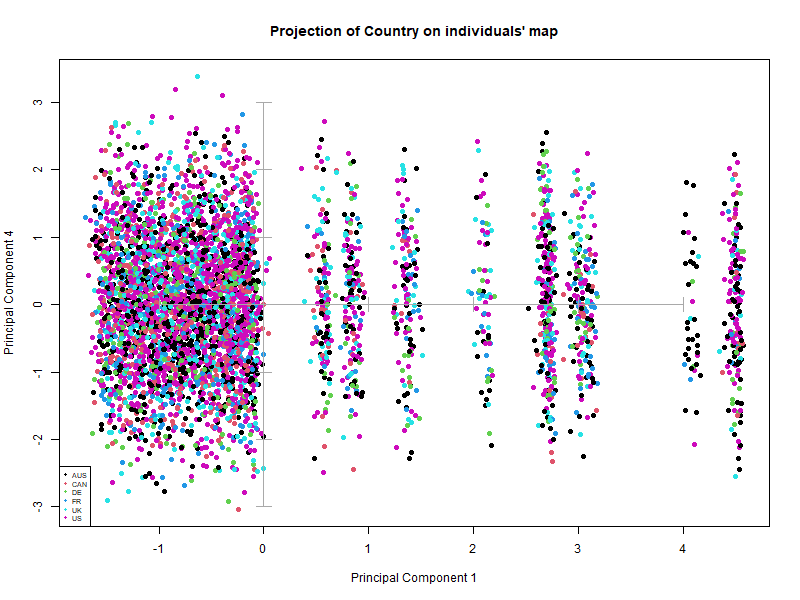 Projection of Country on individuals' map
Principal Component 4
3
2
1
0
-1
-2
-3
AUS
CAN
DE
FR
UK
US
-1
0
1
2
3
4
Principal Component 1